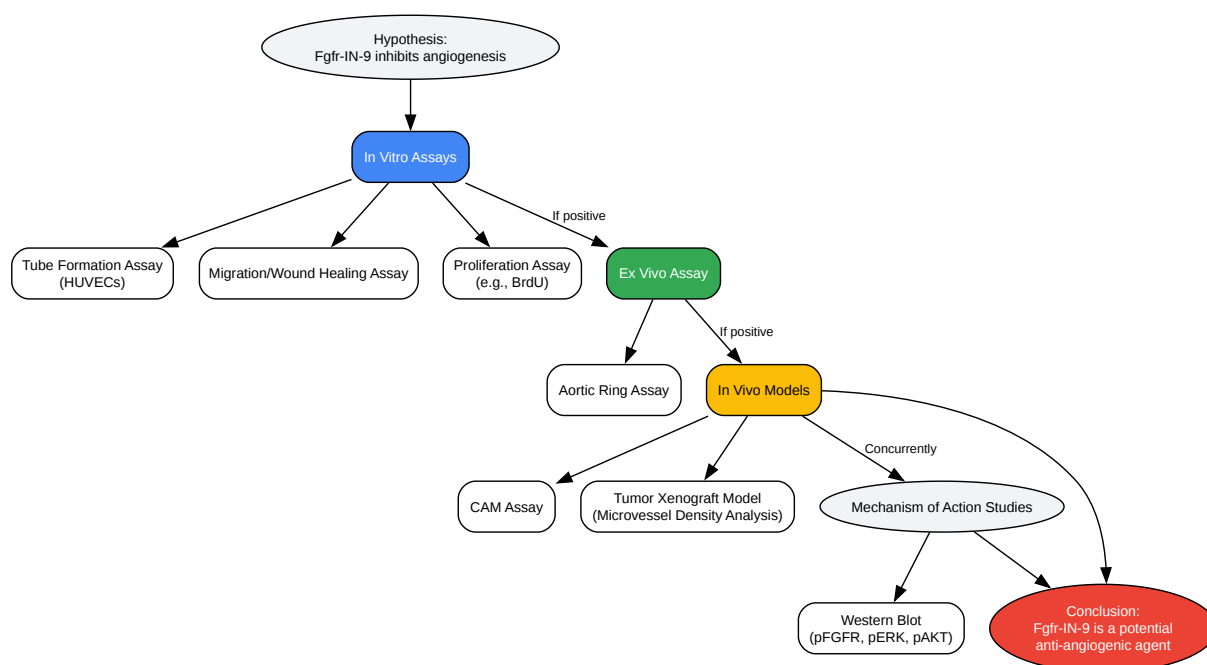 Hypothesis:
Fgfr-IN-9 inhibits angiogenesis
In Vitro Assays
If positive
Tube Formation Assay
(HUVECs)
Migration/Wound Healing Assay
Proliferation Assay
(e.g., BrdU)
Ex Vivo Assay
If positive
Aortic Ring Assay
In Vivo Models
Concurrently
CAM Assay
Tumor Xenograft Model
(Microvessel Density Analysis)
Mechanism of Action Studies
Western Blot
(pFGFR, pERK, pAKT)
Conclusion:
Fgfr-IN-9 is a potential
anti-angiogenic agent